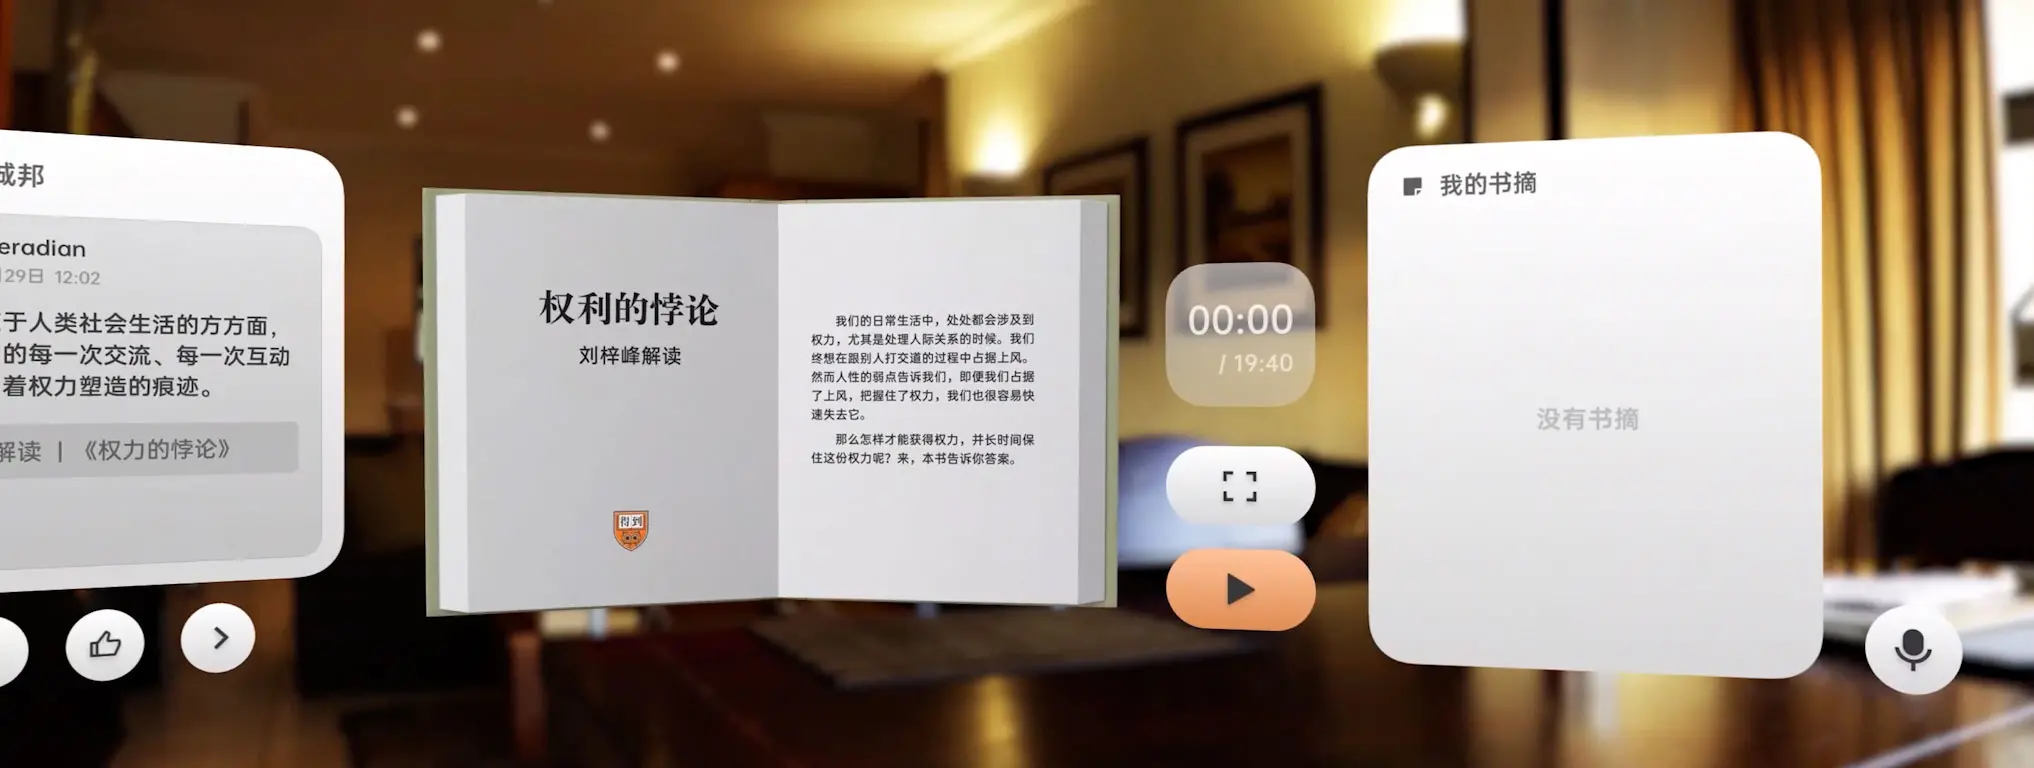 成邦
eradian
29日 12:02
于人类社会生活的方方面，
的每一次交流、每一次互动
着权力塑造的痕迹。
解读 | 《权力的悖论》
权利的悖论
刘梓峰解读
得到
我们的日常生活中，处处都会涉及到
权力，尤其是处理人际关系的时候。我们
终想在跟别人打交道的过程中占据上风。
然而人性的弱点告诉我们，即便我们占据
了上风，把握住了权力，我们也很容易快
速失去它。
那么怎样才能获得权力，并长时间保
住这份权力呢？来，本书告诉你答案。
00:00
/ 19:40
我的书摘
没有书摘